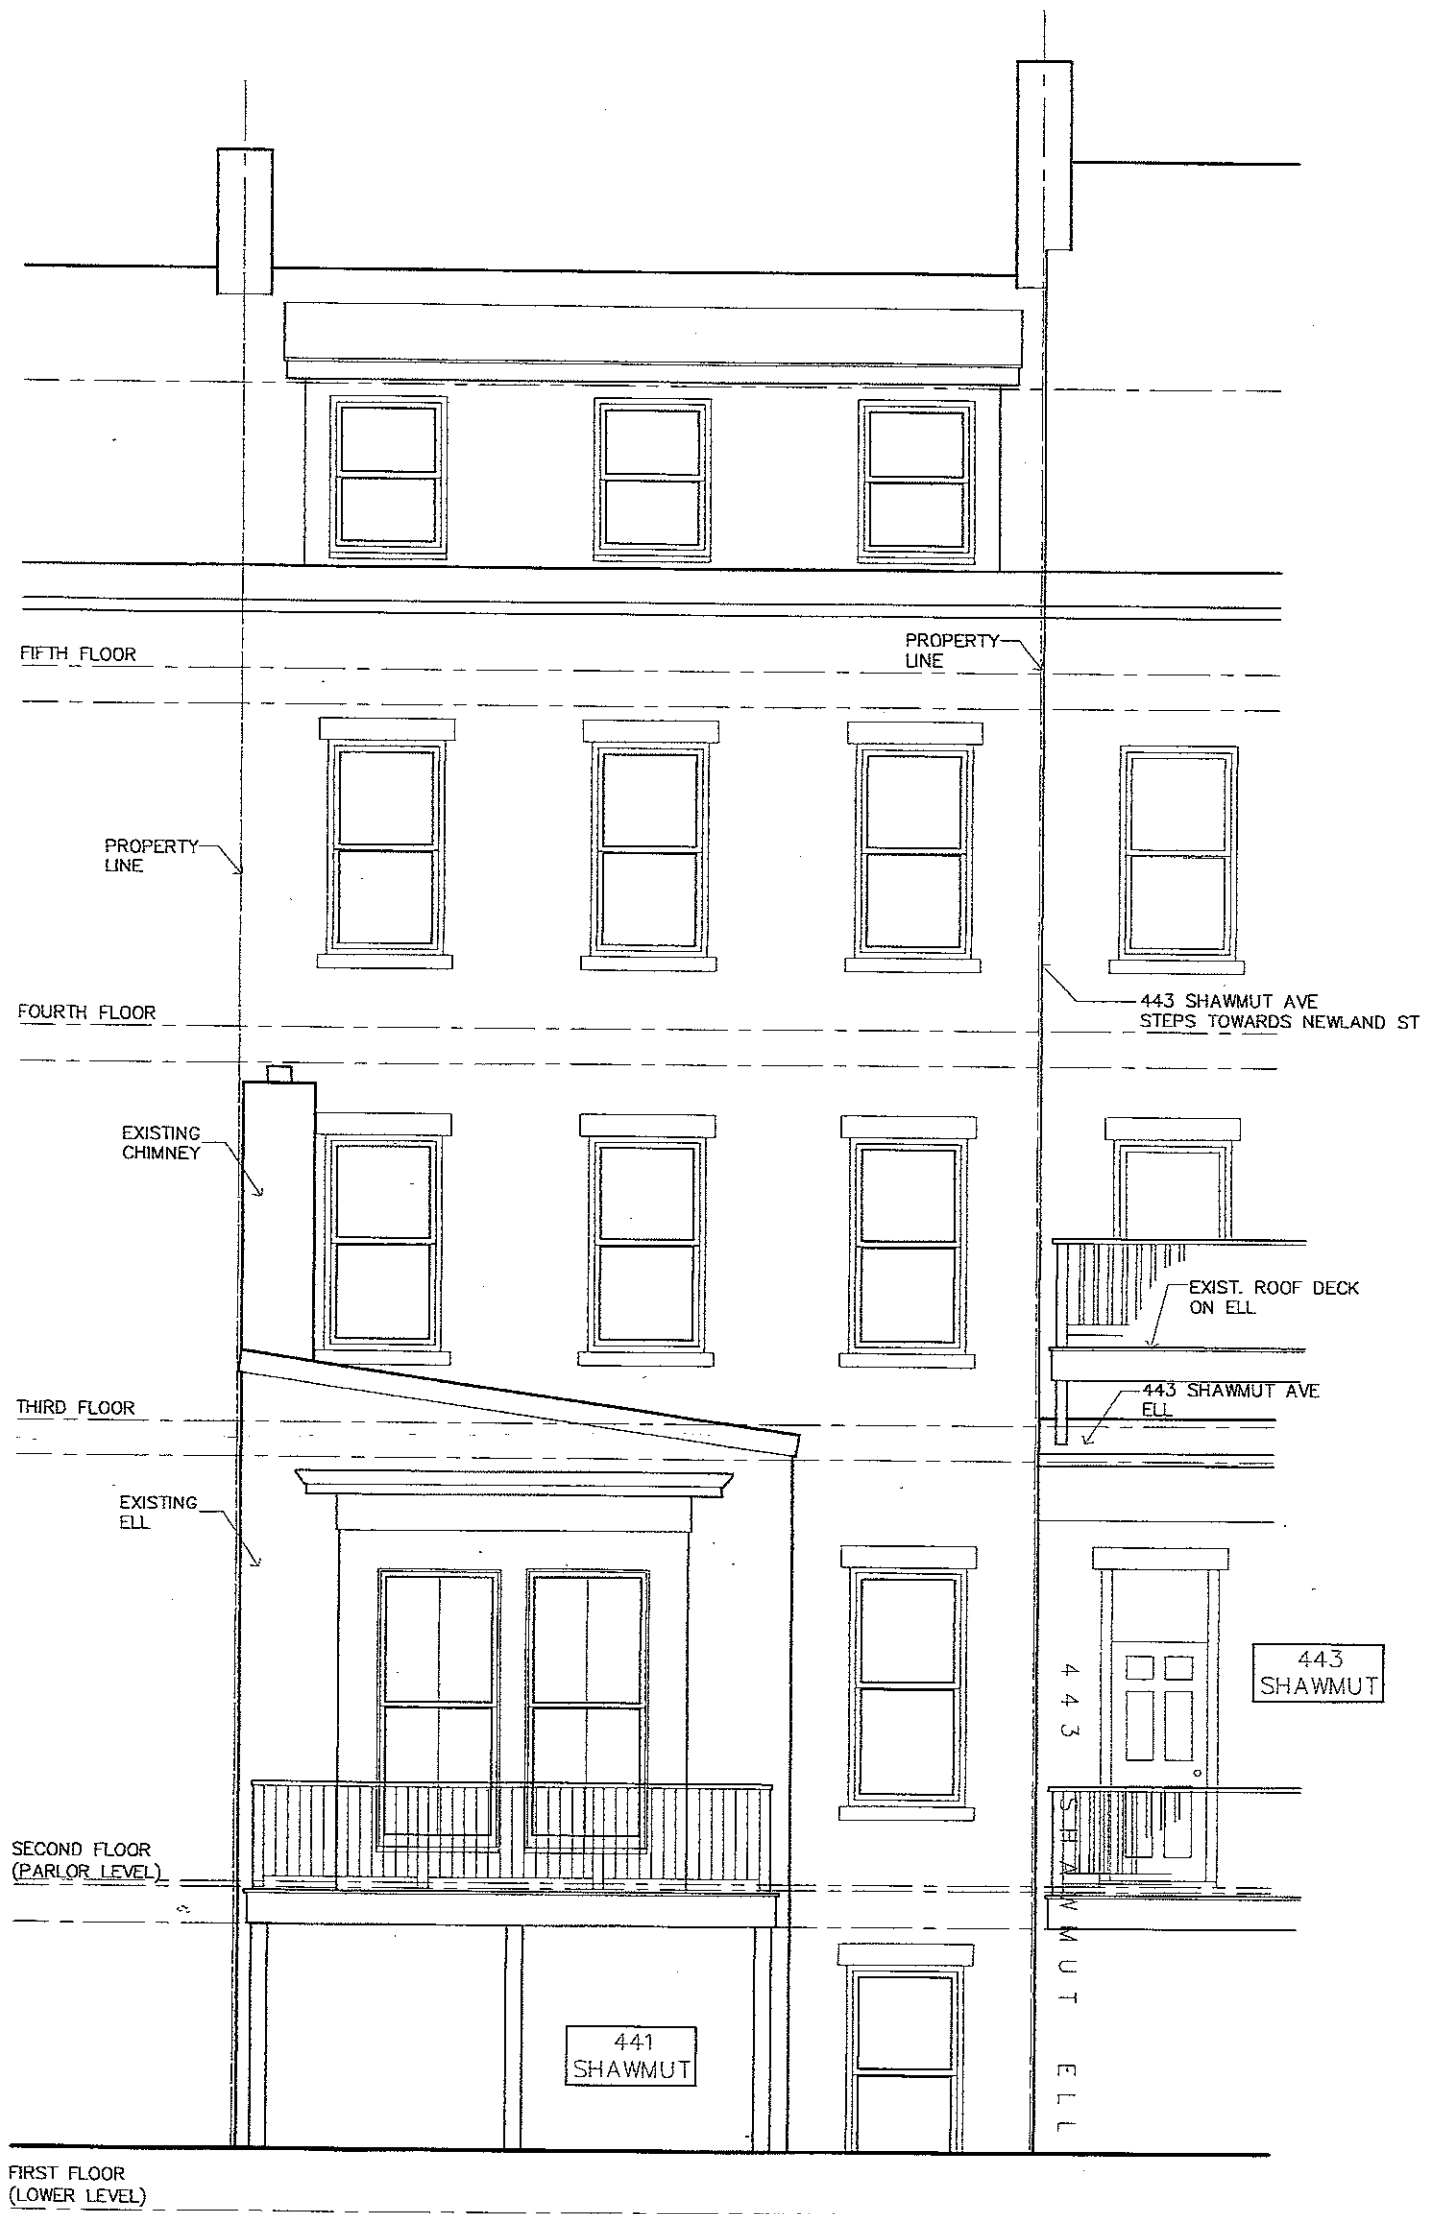 FIFTH FLOOR
PROPERTY
LINE
PROPERTY
LINE
FOURTH FLOOR
443 SHAWMUT AVE
STEPS TOWARDS NEWLAND ST
EXISTING
CHIMNEY
EXIST. ROOF DECK
ON ELL
THIRD FLOOR
443 SHAWMUT AVE
ELL
EXISTING
ELL
443
SHAWMUT
443 SHAWMUT ELL
SECOND FLOOR
(PARLOR LEVEL)
441
SHAWMUT
FIRST FLOOR
(LOWER LEVEL)